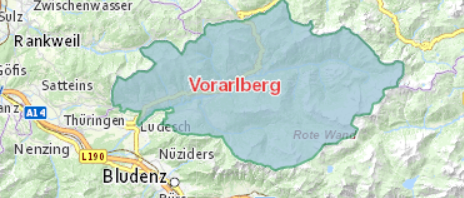 Zwischenwasser
Sulz
Rankweil
Göfis
Satteins
Vorarlberg
A14
Thüringen
Ludesch
Rote Wand
Nenzing
L190
Nüziders
Bludenz